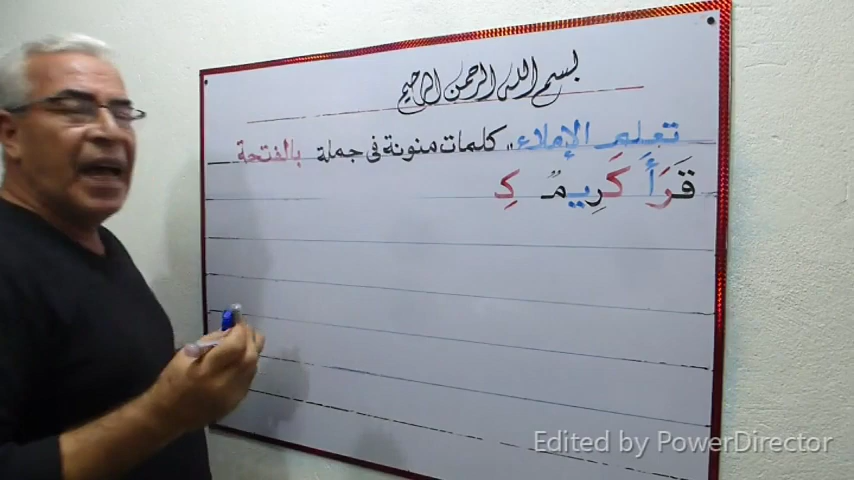 بسم الله الرحمن الرحيم
تعلم الإملاء.. كلمات منونة في جملة بالفتحة
قَرَأَ كَرِيمٌ كِ
Edited by PowerDirector